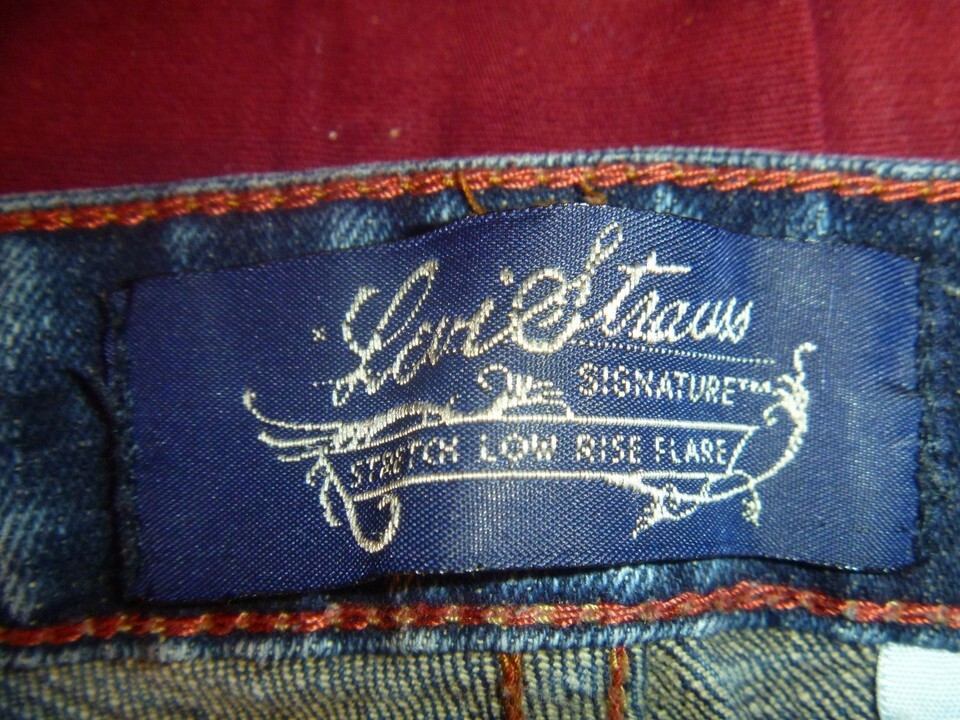 Levi Strauss
SIGNATURE™
STRETCH LOW RISE FLARE